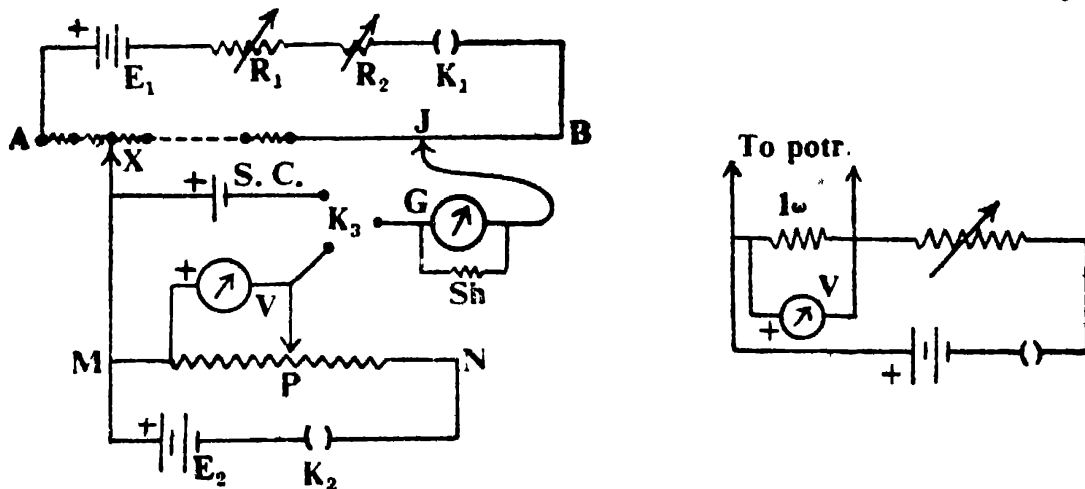 + E₁ R₁ R₂ K₁
A X J B
+ S. C.
K₃ G
+ V Sh
M P N
+ E₂ K₂
To potr.
1ω
V
+
+